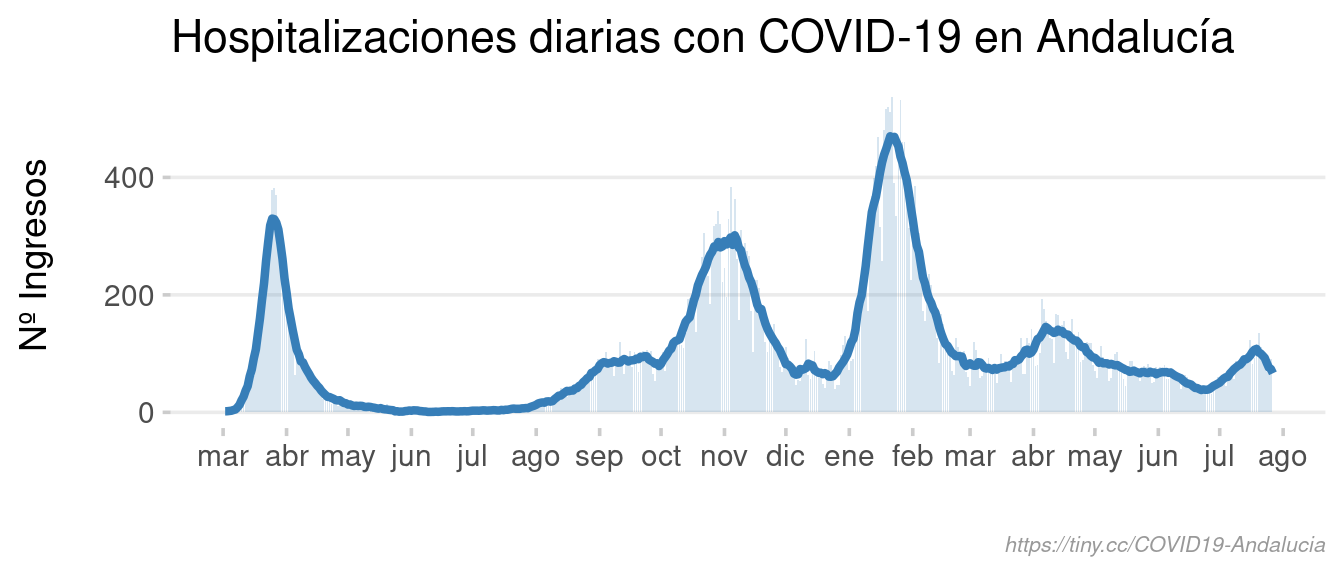 Hospitalizaciones diarias con COVID-19 en Andalucía
Nº Ingresos
400
200
0
mar abr may jun jul ago sep oct nov dic ene feb mar abr may jun jul ago
https://tiny.cc/COVID19-Andalucia